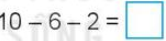 10 – 6 – 2 =